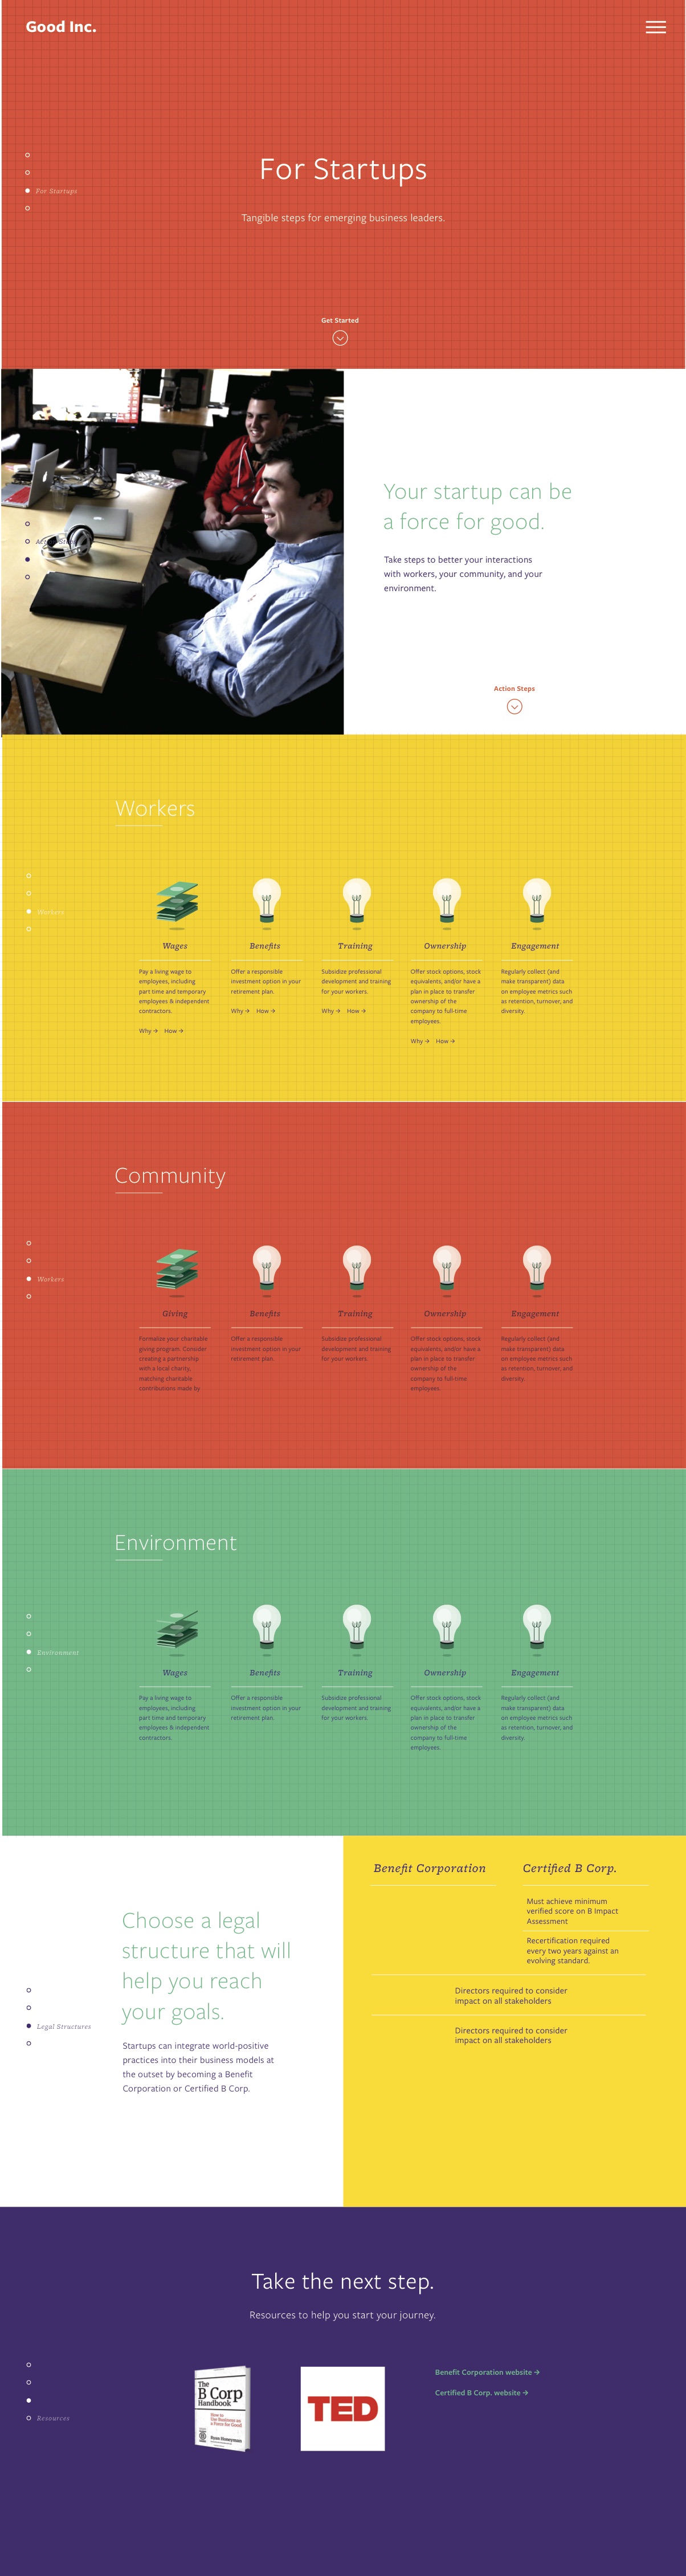 Good Inc.
For Startups
For Startups
Tangible steps for emerging business leaders.
Get Started
Your startup can be
a force for good.
Take steps to better your interactions
with workers, your community, and your
environment.
Action Steps
Workers
Workers
Wages
Pay a living wage to
employees, including
part time and temporary
employees & independent
contractors.
Why → How →
Benefits
Offer a responsible
investment option in your
retirement plan.
Why → How →
Training
Subsidize professional
development and training
for your workers.
Why → How →
Ownership
Offer stock options, stock
equivalents, and/or have a
plan in place to transfer
ownership of the
company to full-time
employees.
Why → How →
Engagement
Regularly collect (and
make transparent) data
on employee metrics such
as retention, turnover, and
diversity.
Community
Workers
Giving
Formalize your charitable
giving program. Consider
creating a partnership
with a local charity,
matching charitable
contributions made by
Benefits
Offer a responsible
investment option in your
retirement plan.
Training
Subsidize professional
development and training
for your workers.
Ownership
Offer stock options, stock
equivalents, and/or have a
plan in place to transfer
ownership of the
company to full-time
employees.
Engagement
Regularly collect (and
make transparent) data
on employee metrics such
as retention, turnover, and
diversity.
Environment
Environment
Wages
Pay a living wage to
employees, including
part time and temporary
employees & independent
contractors.
Benefits
Offer a responsible
investment option in your
retirement plan.
Training
Subsidize professional
development and training
for your workers.
Ownership
Offer stock options, stock
equivalents, and/or have a
plan in place to transfer
ownership of the
company to full-time
employees.
Engagement
Regularly collect (and
make transparent) data
on employee metrics such
as retention, turnover, and
diversity.
Choose a legal
structure that will
help you reach
your goals.
Legal Structures
Startups can integrate world-positive
practices into their business models at
the outset by becoming a Benefit
Corporation or Certified B Corp.
Benefit Corporation
Certified B Corp.
Must achieve minimum
verified score on B Impact
Assessment
Recertification required
every two years against an
evolving standard.
Directors required to consider
impact on all stakeholders
Directors required to consider
impact on all stakeholders
Take the next step.
Resources to help you start your journey.
Resources
The
B Corp
Handbook
How to
Use Business as
a Force for Good
Ryan Honeyman
TED
Benefit Corporation website →
Certified B Corp. website →